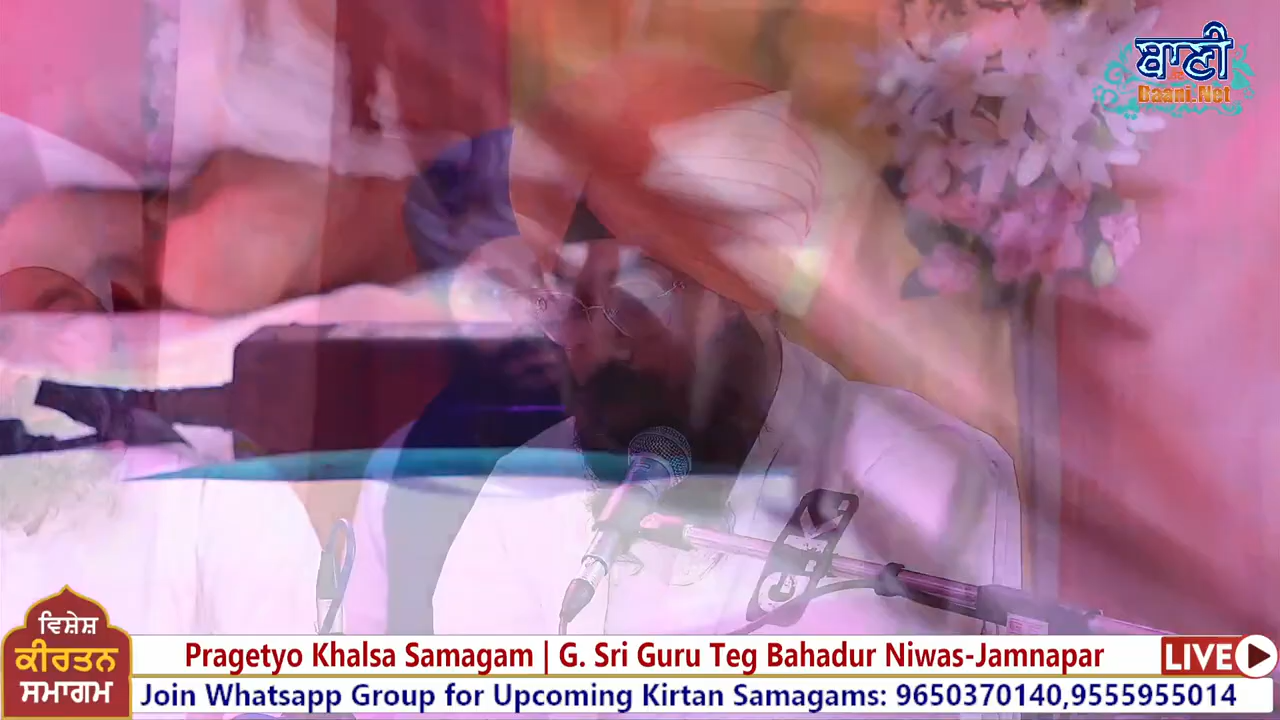 ਬਾਣੀ
Baani.Net
GHK
ਵਿਸ਼ੇਸ਼
ਕੀਰਤਨ
ਸਮਾਗਮ
Pragetyo Khalsa Samagam | G. Sri Guru Teg Bahadur Niwas-Jamnapar
LIVE
Join Whatsapp Group for Upcoming Kirtan Samagams: 9650370140,9555955014